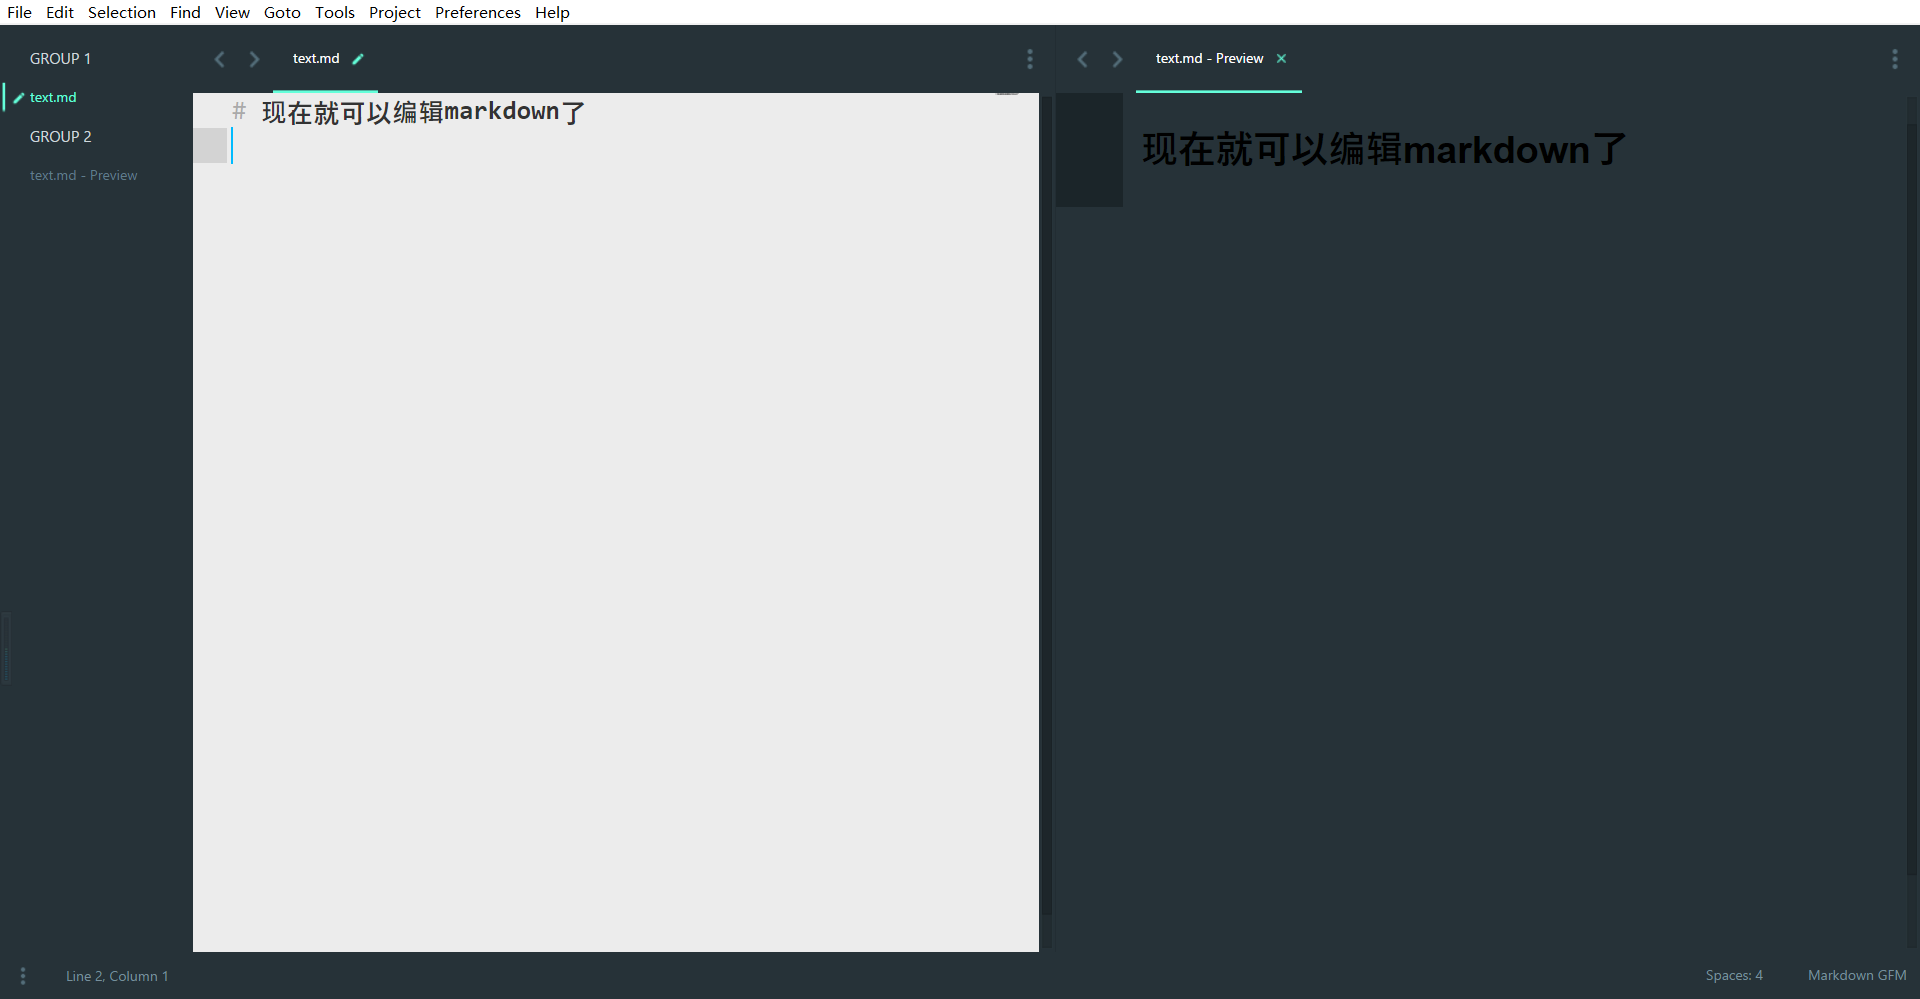 File Edit Selection Find View Goto Tools Project Preferences Help
GROUP 1
text.md
GROUP 2
text.md - Preview
text.md
# 现在就可以编辑markdown了
text.md - Preview
现在就可以编辑markdown了
Line 2, Column 1
Spaces: 4
Markdown GFM